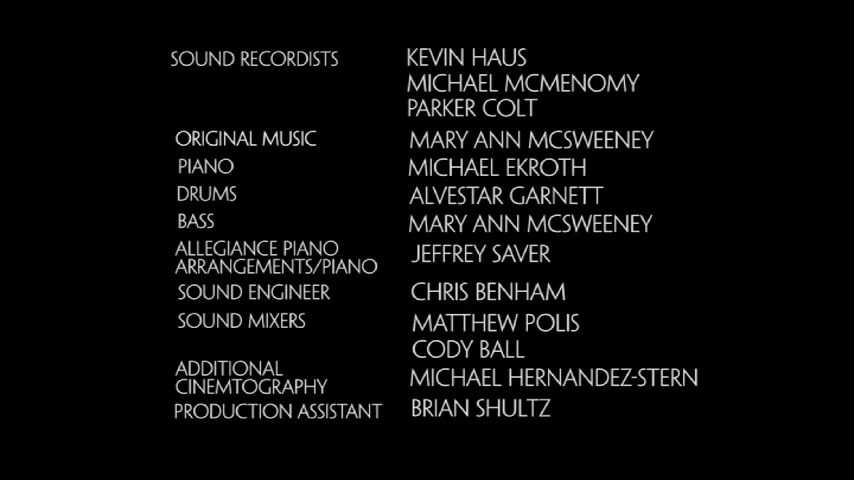 SOUND RECORDISTS KEVIN HAUS
MICHAEL MCMENOMY
PARKER COLT
ORIGINAL MUSIC MARY ANN MCSWEENEY
PIANO MICHAEL EKROTH
DRUMS ALVESTAR GARNETT
BASS MARY ANN MCSWEENEY
ALLEGIANCE PIANO
ARRANGEMENTS/PIANO JEFFREY SAVER
SOUND ENGINEER CHRIS BENHAM
SOUND MIXERS MATTHEW POLIS
CODY BALL
ADDITIONAL
CINEMTOGRAPHY MICHAEL HERNANDEZ-STERN
PRODUCTION ASSISTANT BRIAN SHULTZ